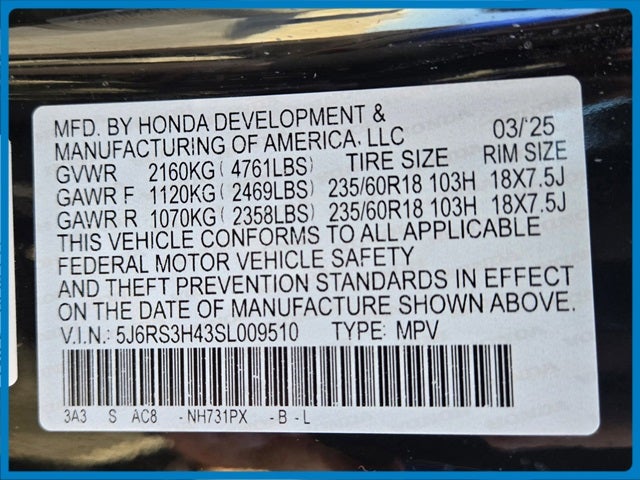 MFD. BY HONDA DEVELOPMENT &
MANUFACTURING OF AMERICA, LLC 03/'25
GVWR 2160KG( 4761LBS) TIRE SIZE RIM SIZE
GAWR F 1120KG( 2469LBS) 235/60R18 103H 18X7.5J
GAWR R 1070KG( 2358LBS) 235/60R18 103H 18X7.5J
THIS VEHICLE CONFORMS TO ALL APPLICABLE
FEDERAL MOTOR VEHICLE SAFETY
AND THEFT PREVENTION STANDARDS IN EFFECT
ON THE DATE OF MANUFACTURE SHOWN ABOVE.
V.I.N.: 5J6RS3H43SL009510 TYPE: MPV
3A3 S AC8 -NH731PX -B-L